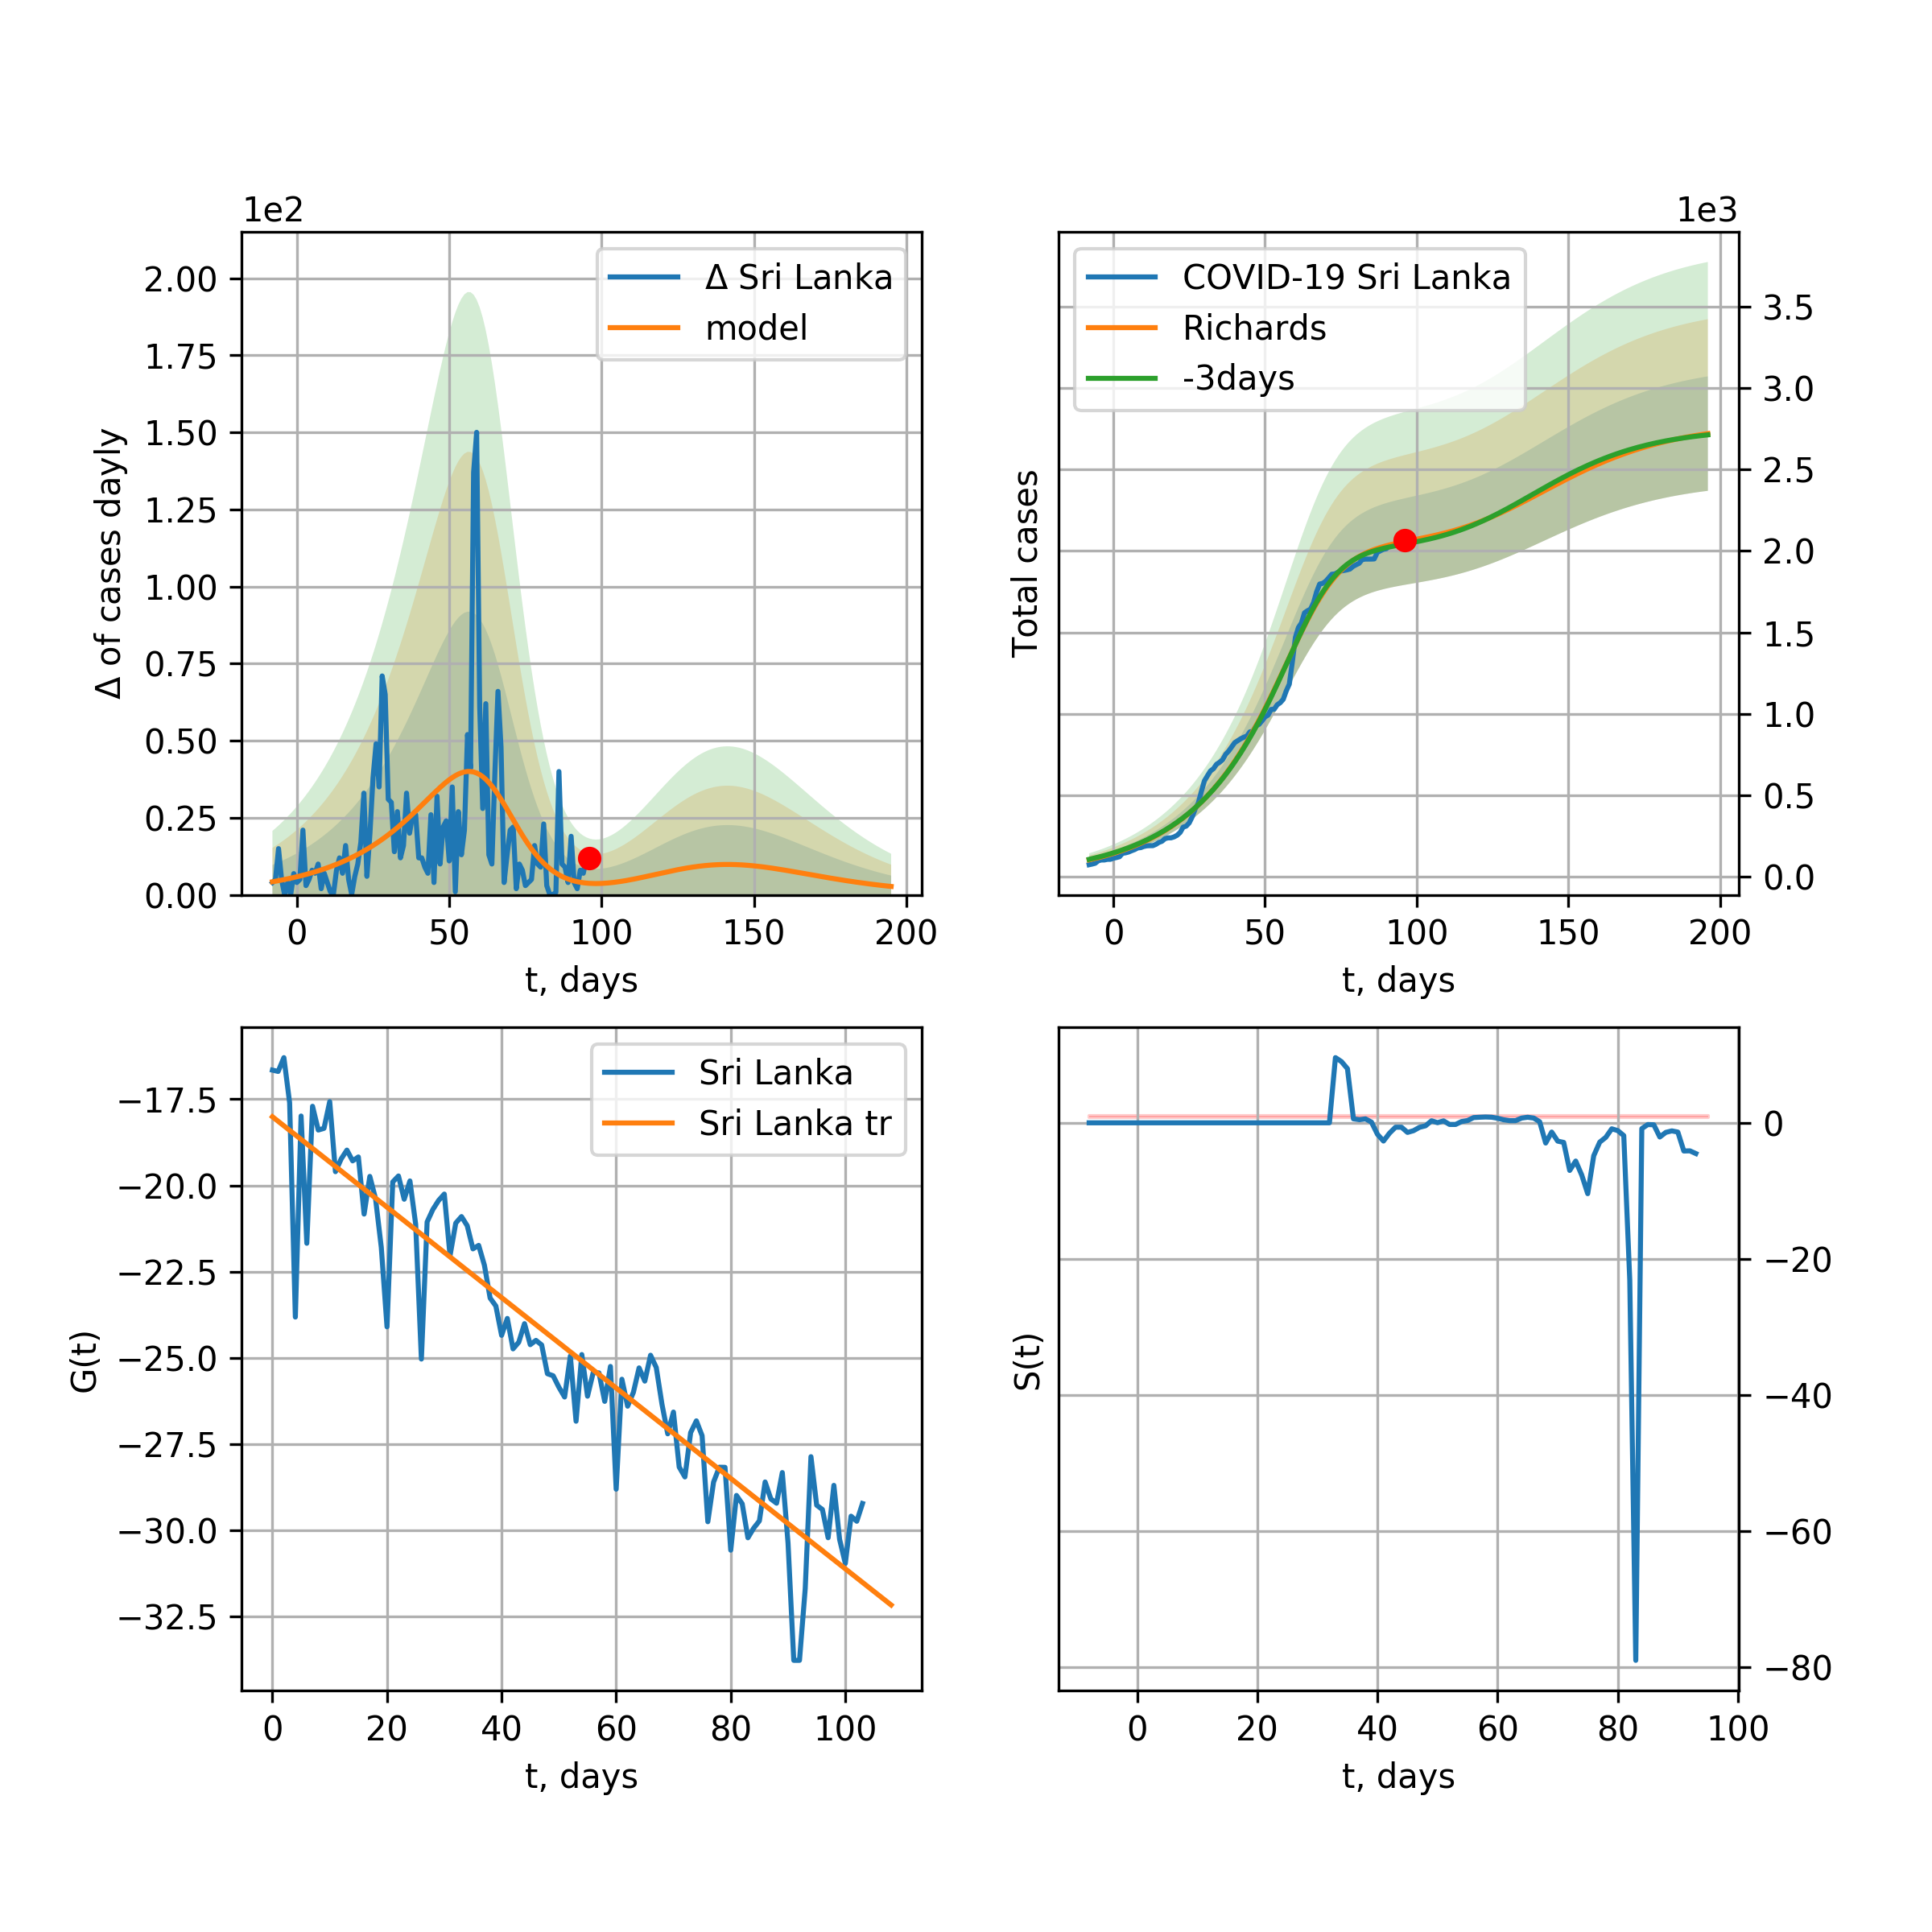 1e2
Δ of cases dayly
2.00
1.75
1.50
1.25
1.00
0.75
0.50
0.25
0.00
Δ Sri Lanka
model
0 50 100 150 200
t, days
1e3
Total cases
COVID-19 Sri Lanka
Richards
-3days
3.5
3.0
2.5
2.0
1.5
1.0
0.5
0.0
0 50 100 150 200
t, days
G(t)
−17.5
−20.0
−22.5
−25.0
−27.5
−30.0
−32.5
Sri Lanka
Sri Lanka tr
0 20 40 60 80 100
t, days
S(t)
0
−20
−40
−60
−80
0 20 40 60 80 100
t, days